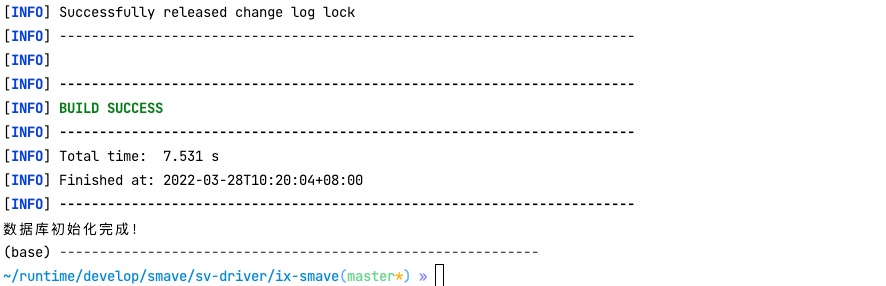 [INFO] Successfully released change log lock
[INFO] ------------------------------------------------------------------------
[INFO]
[INFO] ------------------------------------------------------------------------
[INFO] BUILD SUCCESS
[INFO] ------------------------------------------------------------------------
[INFO] Total time:  7.531 s
[INFO] Finished at: 2022-03-28T10:20:04+08:00
[INFO] ------------------------------------------------------------------------
数据库初始化完成！
(base) ------------------------------------------------------------
~/runtime/develop/smave/sv-driver/ix-smave(master*) »